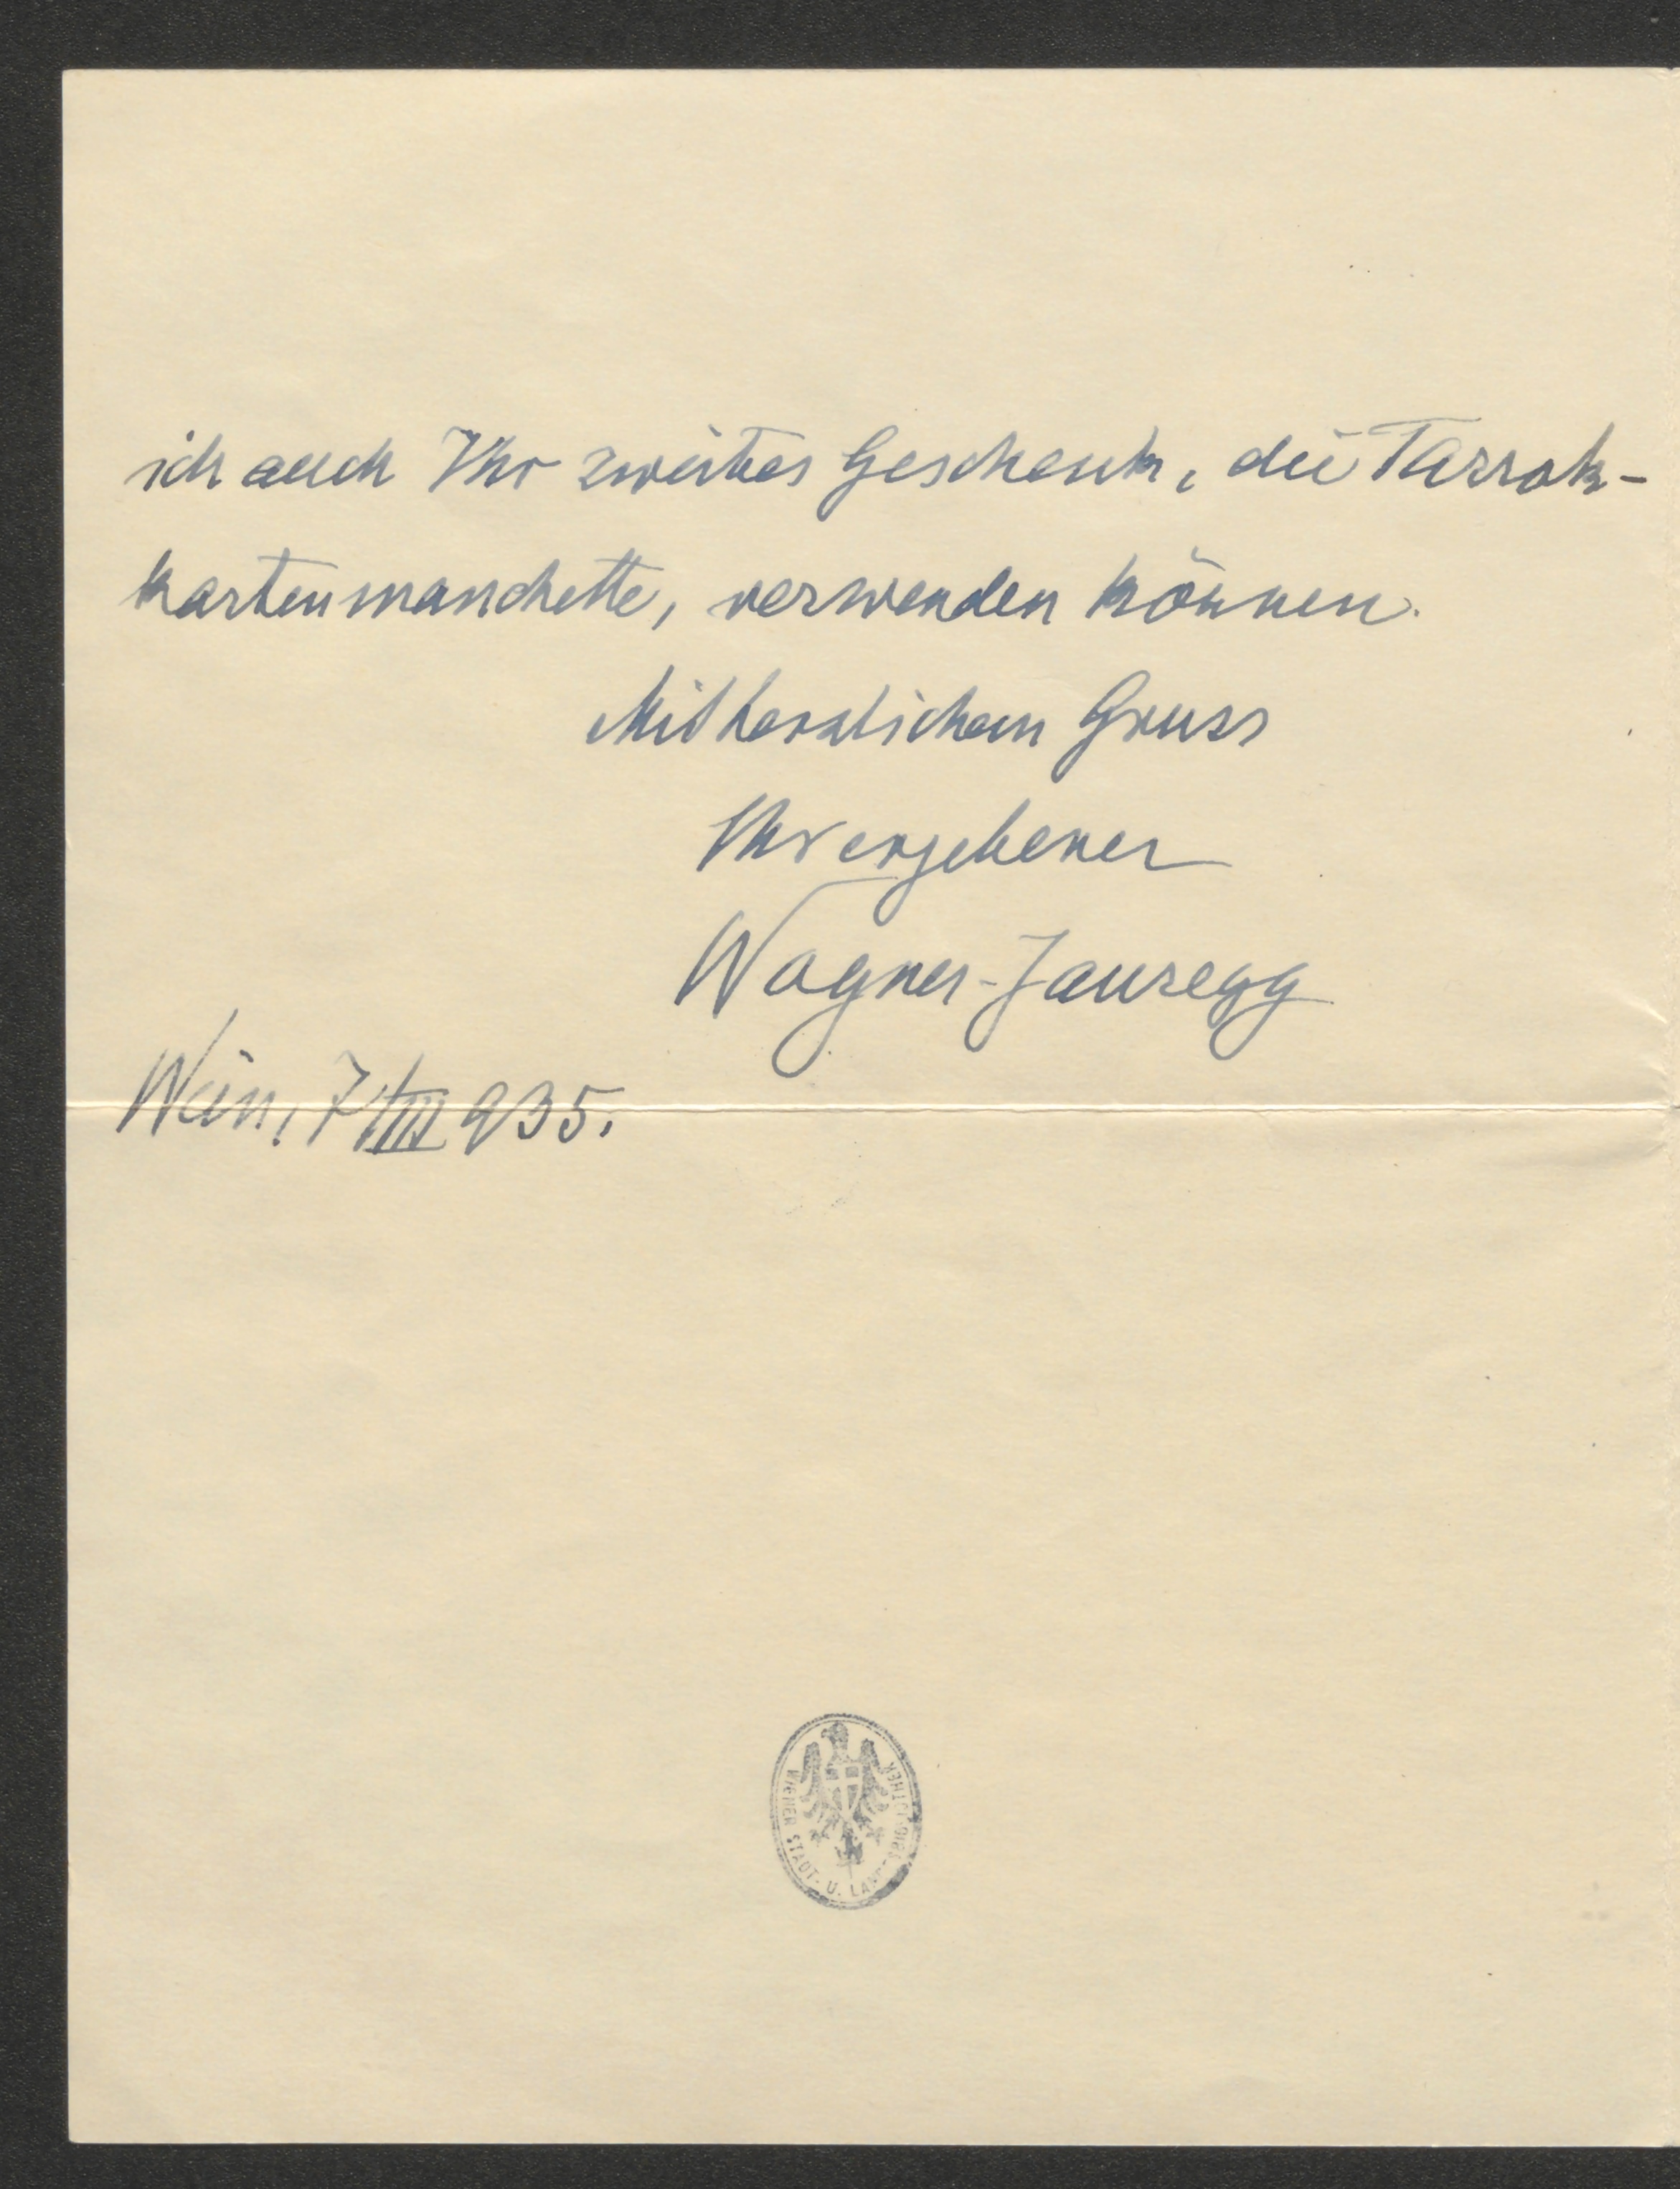 ich auch Ihr zweites Geschenk, die Tarrok-
kartenmanchette, verwenden können.
Mit herzlichem Gruss
Ihr ergebener
Wagner-Jauregg
Wien, 7/III 935.
WIENER STADT- U. LANDESBIBLIOTHEK